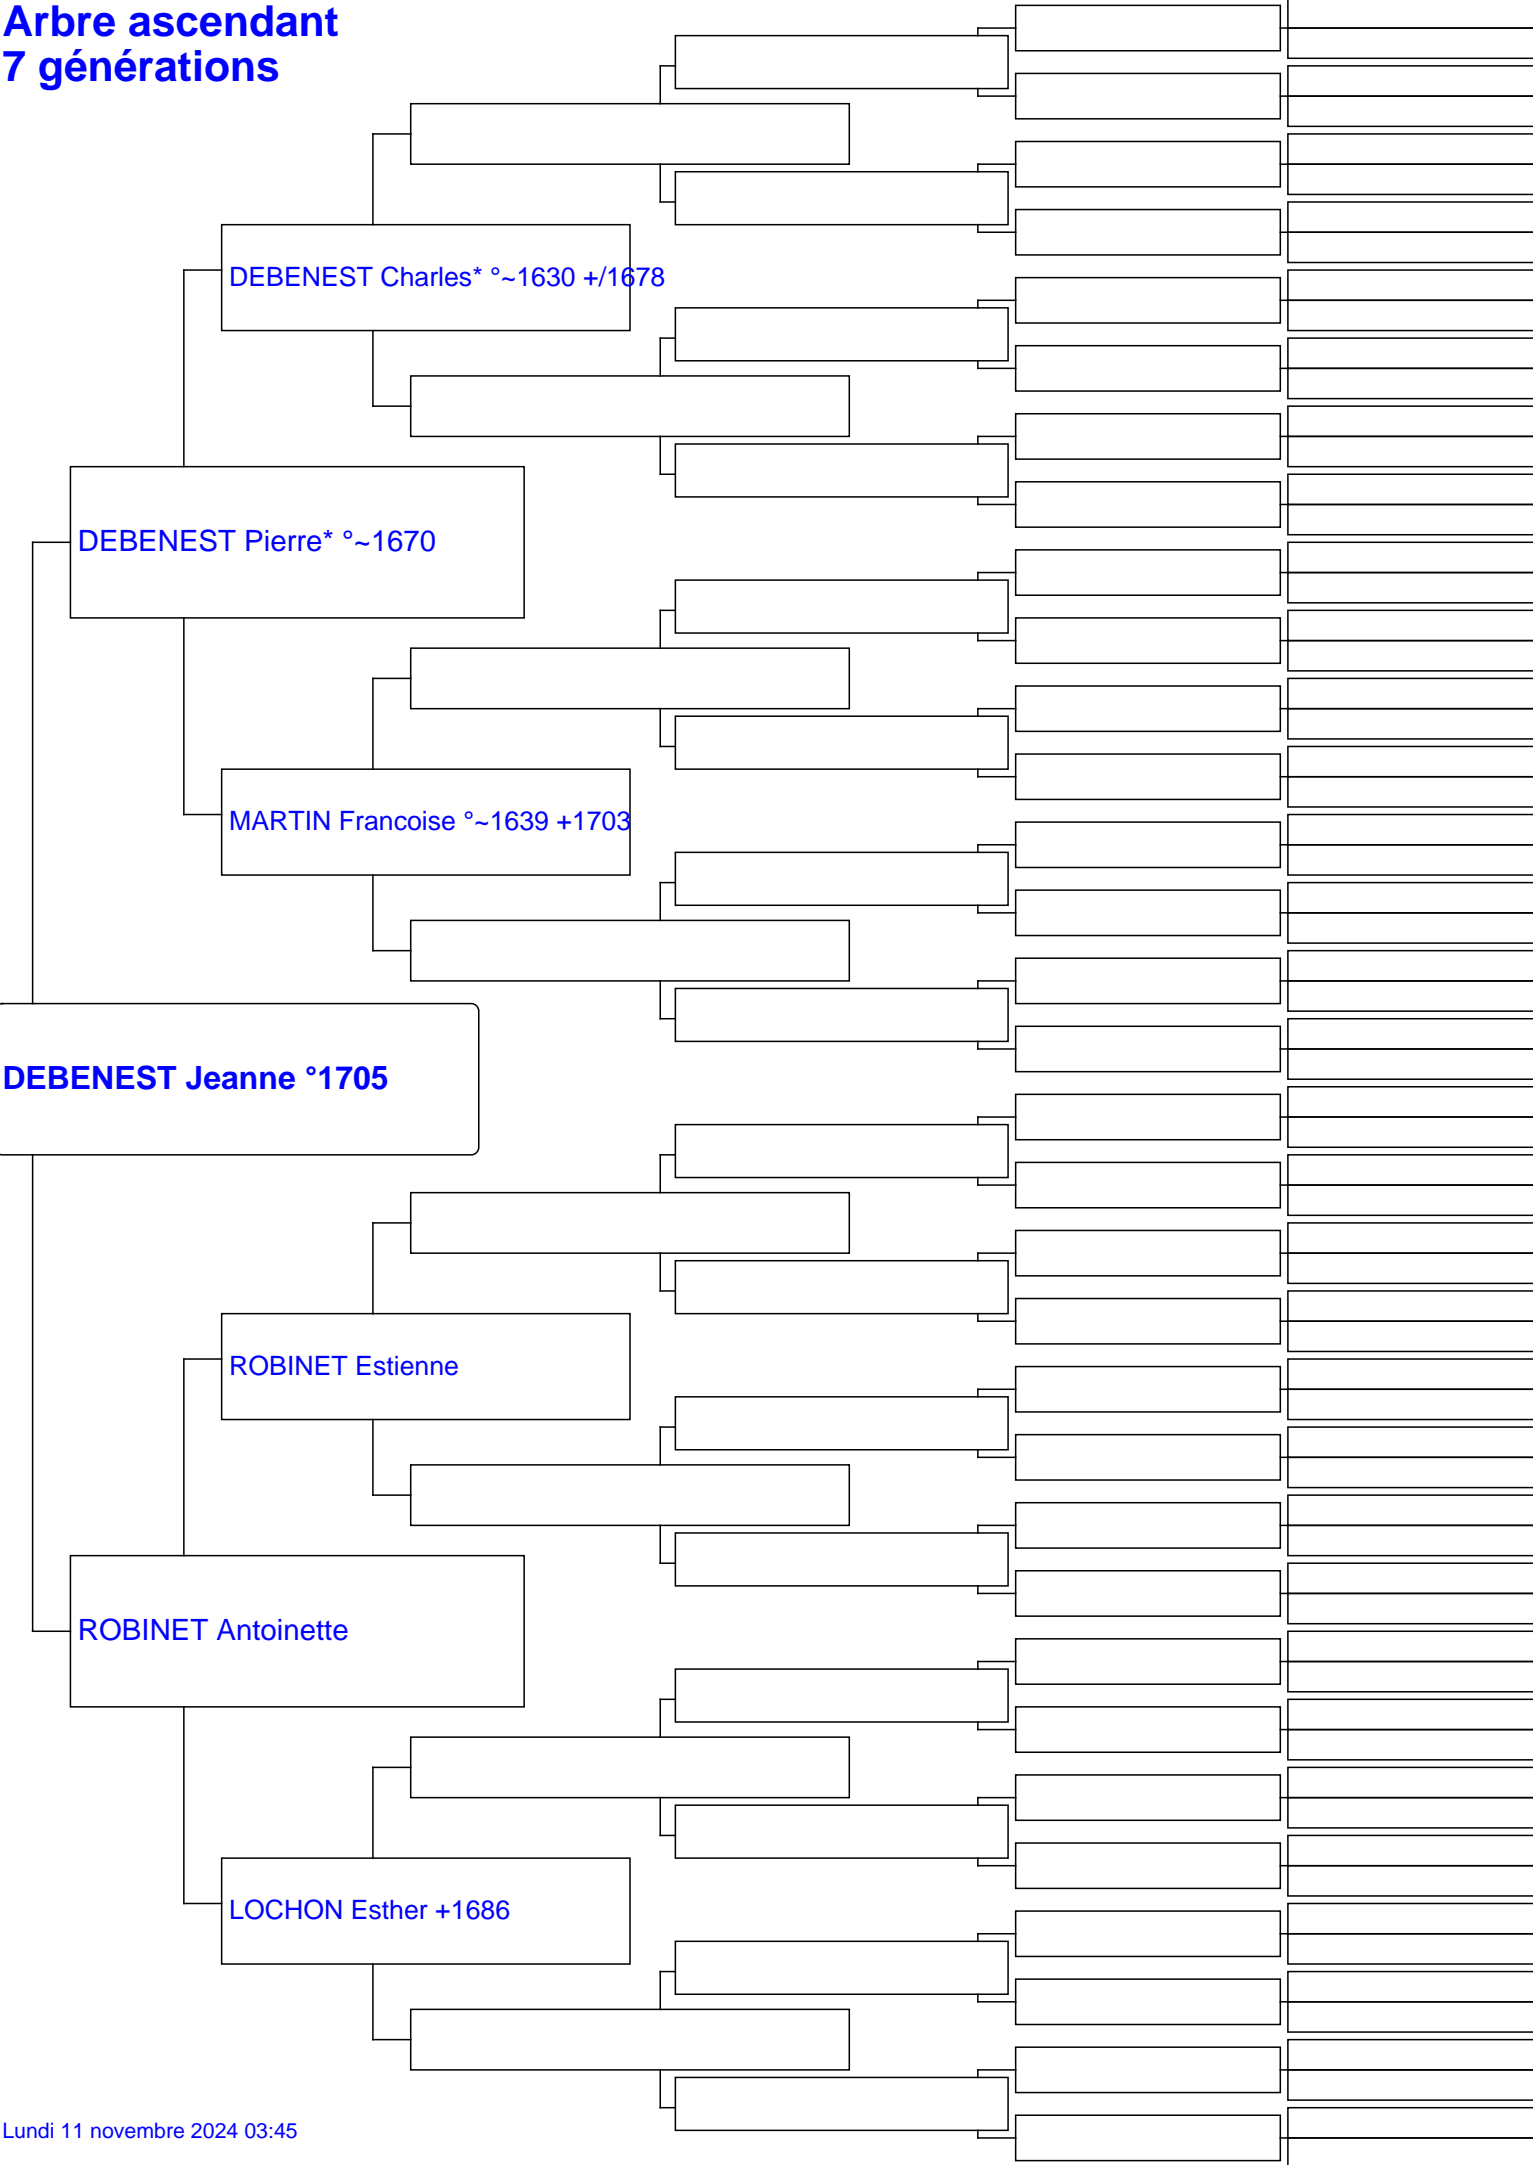 Arbre ascendant
7 générations
DEBENEST Charles* °~1630 +/1678
DEBENEST Pierre* °~1670
MARTIN Francoise °~1639 +1703
DEBENEST Jeanne °1705
ROBINET Estienne
ROBINET Antoinette
LOCHON Esther +1686
Lundi 11 novembre 2024 03:45